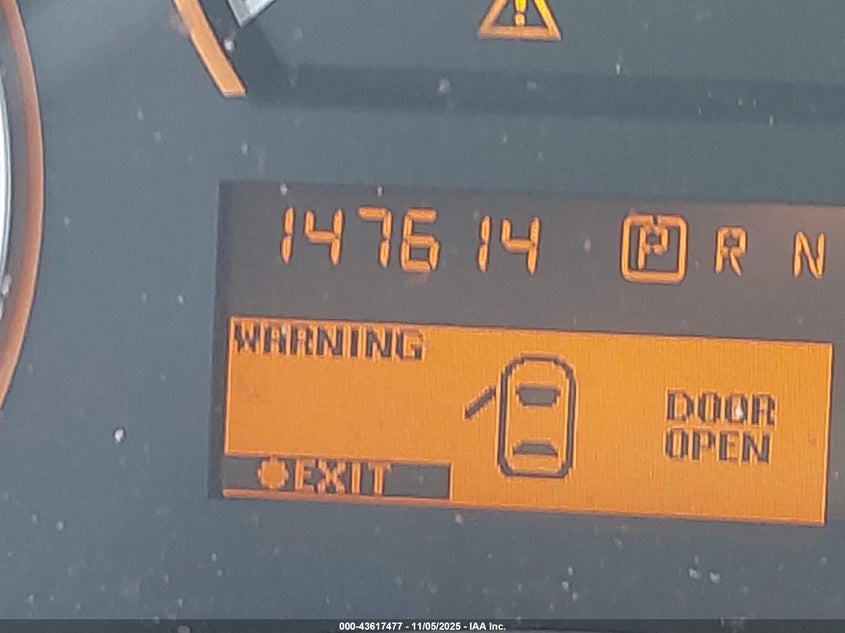 147614 P R N
WARNING
DOOR
OPEN
EXIT
000-43617477 - 11/05/2025 - IAA Inc.